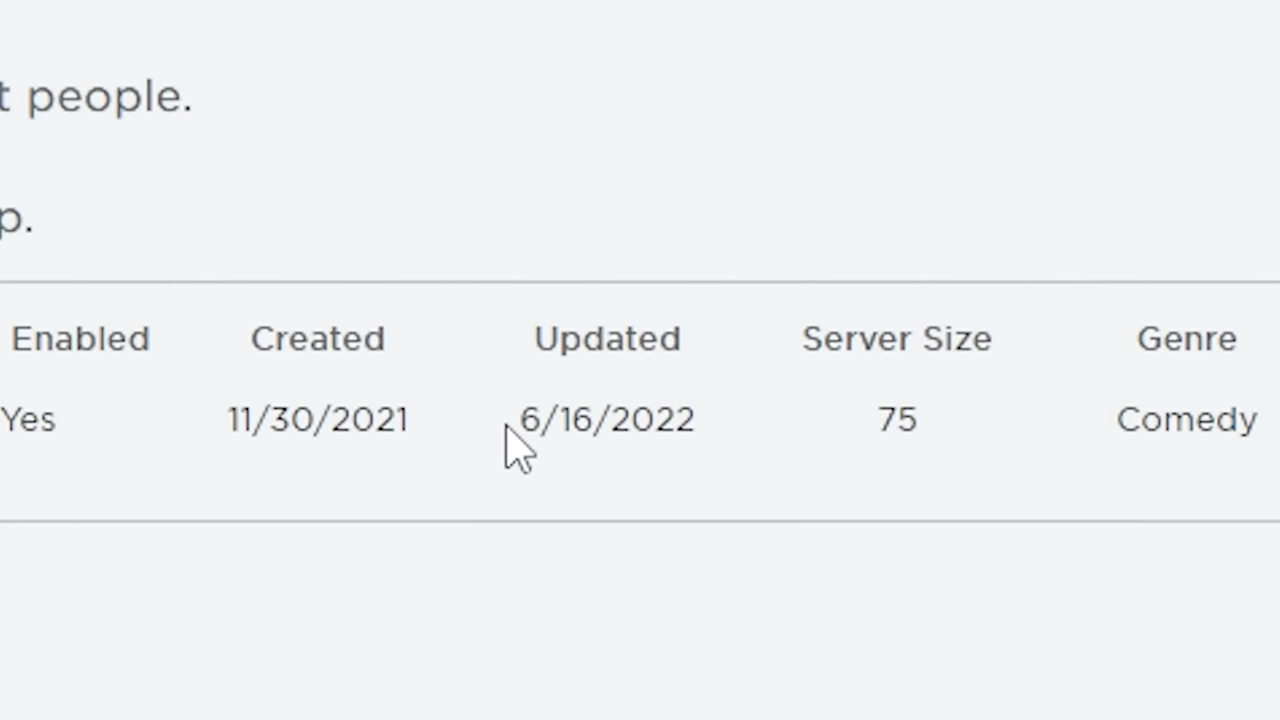 t people.
p.
Enabled Created Updated Server Size Genre
Yes 11/30/2021 6/16/2022 75 Comedy